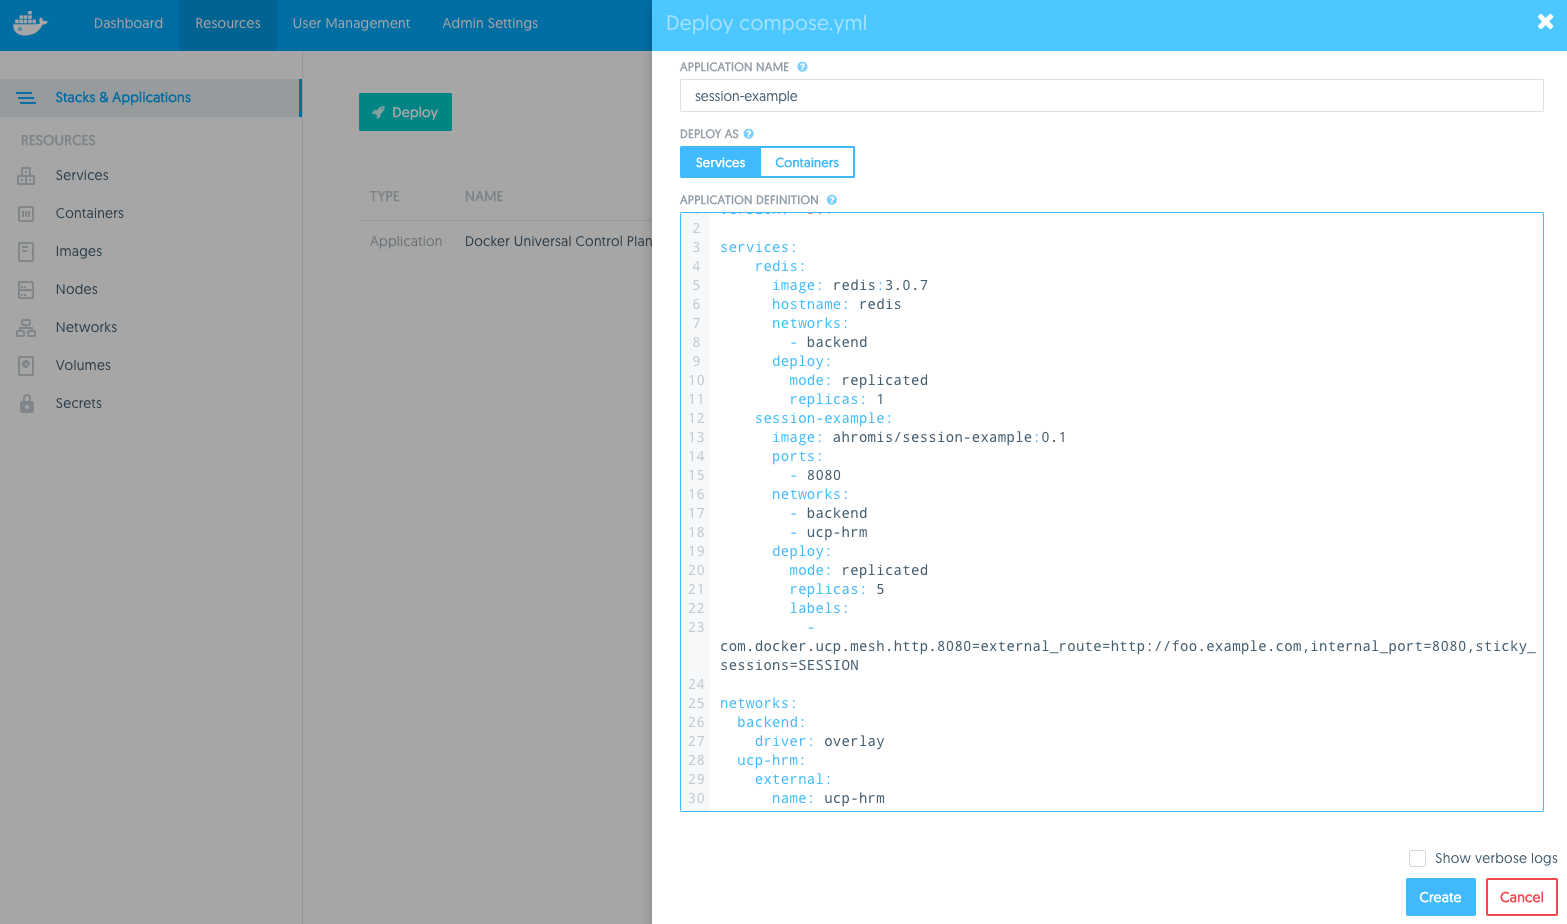 Dashboard
Resources
User Management
Admin Settings
Stacks & Applications
RESOURCES
Services
Containers
Images
Nodes
Networks
Volumes
Secrets
Deploy
TYPE NAME
Application Docker Universal Control Plan
Deploy compose.yml
APPLICATION NAME
session-example
DEPLOY AS
Services Containers
APPLICATION DEFINITION
2
3 services:
4 redis:
5 image: redis:3.0.7
6 hostname: redis
7 networks:
8 - backend
9 deploy:
10 mode: replicated
11 replicas: 1
12 session-example:
13 image: ahromis/session-example:0.1
14 ports:
15 - 8080
16 networks:
17 - backend
18 - ucp-hrm
19 deploy:
20 mode: replicated
21 replicas: 5
22 labels:
23 -
com.docker.ucp.mesh.http.8080=external_route=http://foo.example.com,internal_port=8080,sticky_
sessions=SESSION
24
25 networks:
26 backend:
27 driver: overlay
28 ucp-hrm:
29 external:
30 name: ucp-hrm
Show verbose logs
Create Cancel